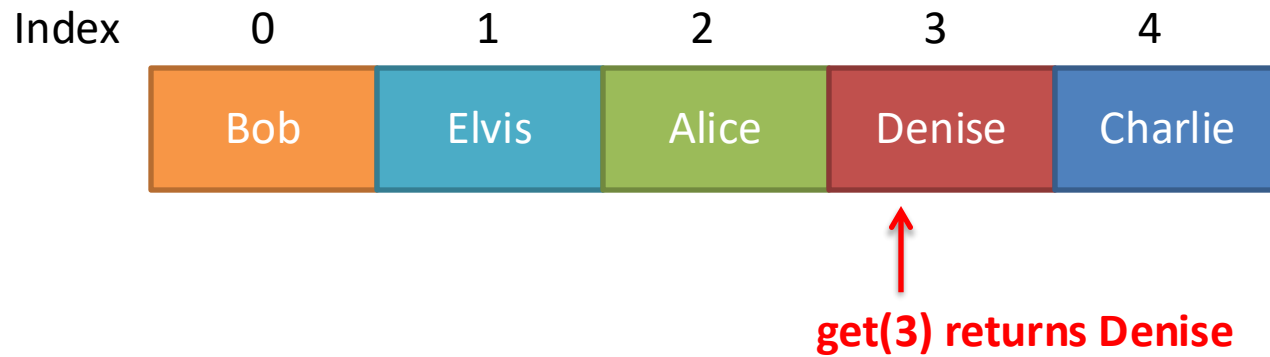 Index 0 1 2 3 4
Bob Elvis Alice Denise Charlie
get(3) returns Denise